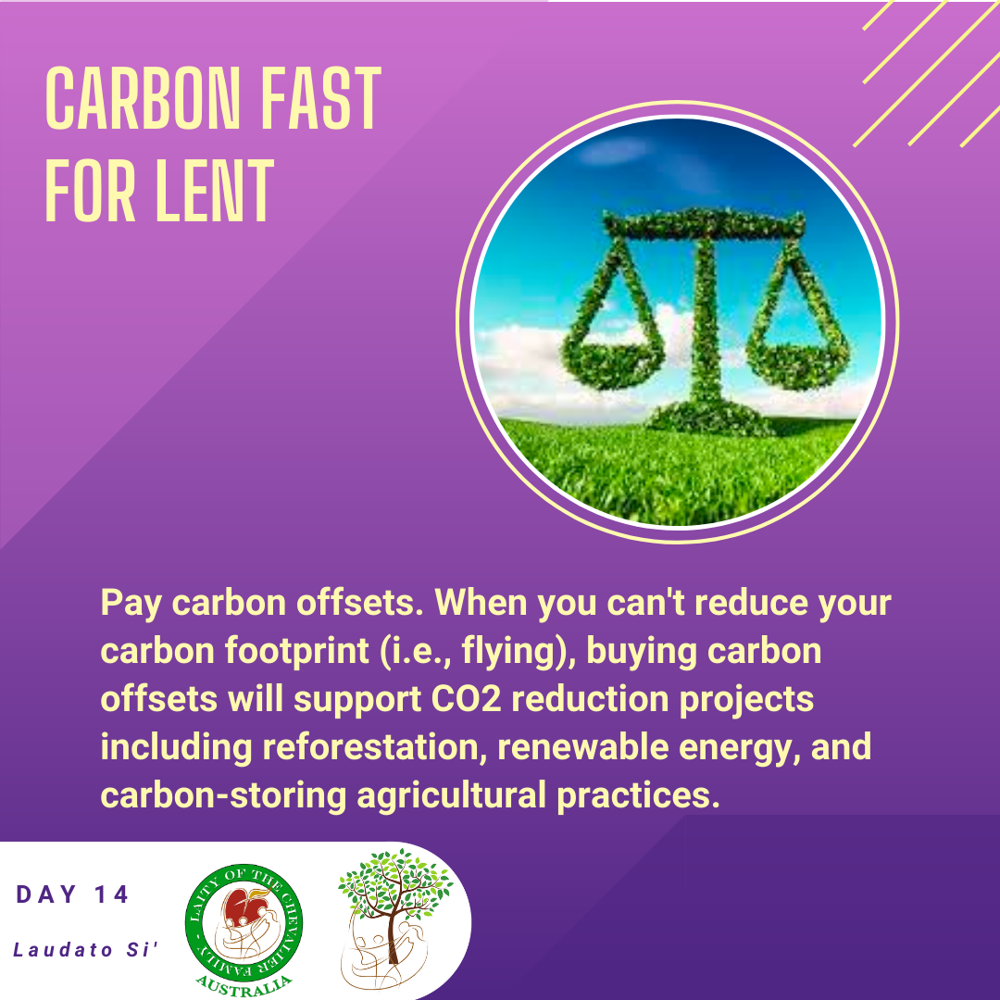 CARBON FAST
FOR LENT
Pay carbon offsets. When you can't reduce your
carbon footprint (i.e., flying), buying carbon
offsets will support CO2 reduction projects
including reforestation, renewable energy, and
carbon-storing agricultural practices.
DAY 14
Laudato Si'
LAITY OF THE CHEVALIER FAMILY -
AUSTRALIA